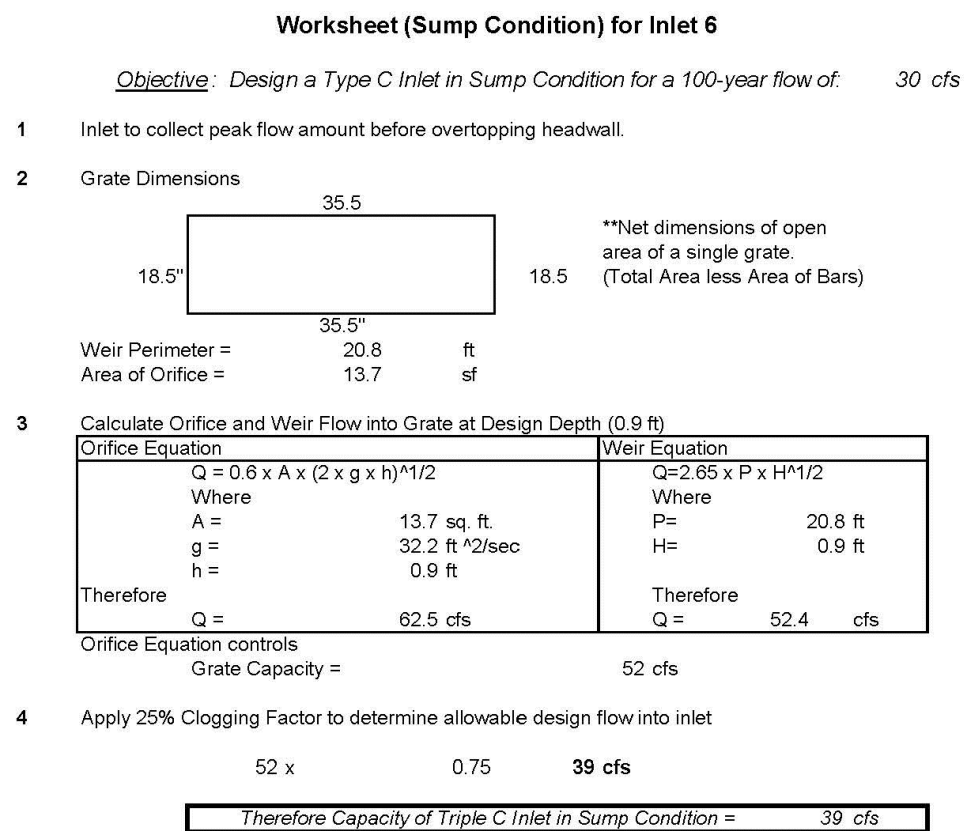 Worksheet (Sump Condition) for Inlet 6
Objective: Design a Type C Inlet in Sump Condition for a 100-year flow of: 30 cfs
1 Inlet to collect peak flow amount before overtopping headwall.
2 Grate Dimensions
35.5
**Net dimensions of open
area of a single grate.
18.5" 18.5 (Total Area less Area of Bars)
35.5"
Weir Perimeter = 20.8 ft
Area of Orifice = 13.7 sf
3 Calculate Orifice and Weir Flow into Grate at Design Depth (0.9 ft)
Orifice Equation Weir Equation
Q = 0.6 x A x (2 x g x h)^1/2 Q=2.65 x P x H^1/2
Where Where
A = 13.7 sq. ft. P= 20.8 ft
g = 32.2 ft ^2/sec H= 0.9 ft
h = 0.9 ft
Therefore Therefore
Q = 62.5 cfs Q = 52.4 cfs
Orifice Equation controls
Grate Capacity = 52 cfs
4 Apply 25% Clogging Factor to determine allowable design flow into inlet
52 x 0.75 39 cfs
Therefore Capacity of Triple C Inlet in Sump Condition = 39 cfs